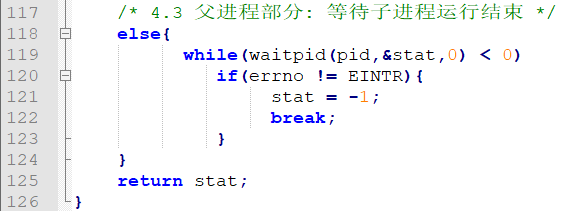 117 /* 4.3 父进程部分: 等待子进程运行结束 */
118 else{
119 while(waitpid(pid,&stat,0) < 0)
120 if(errno != EINTR){
121 stat = -1;
122 break;
123 }
124 }
125 return stat;
126 }